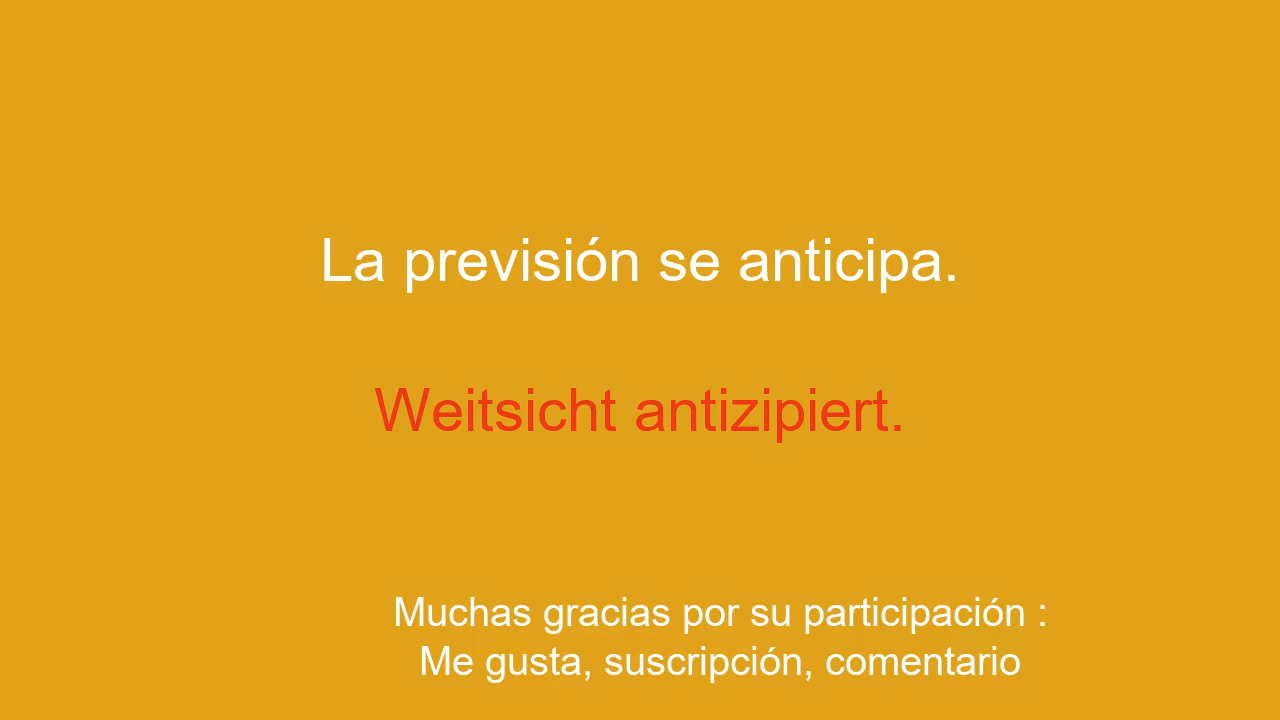 La previsión se anticipa.
Weitsicht antizipiert.
Muchas gracias por su participación :
Me gusta, suscripción, comentario